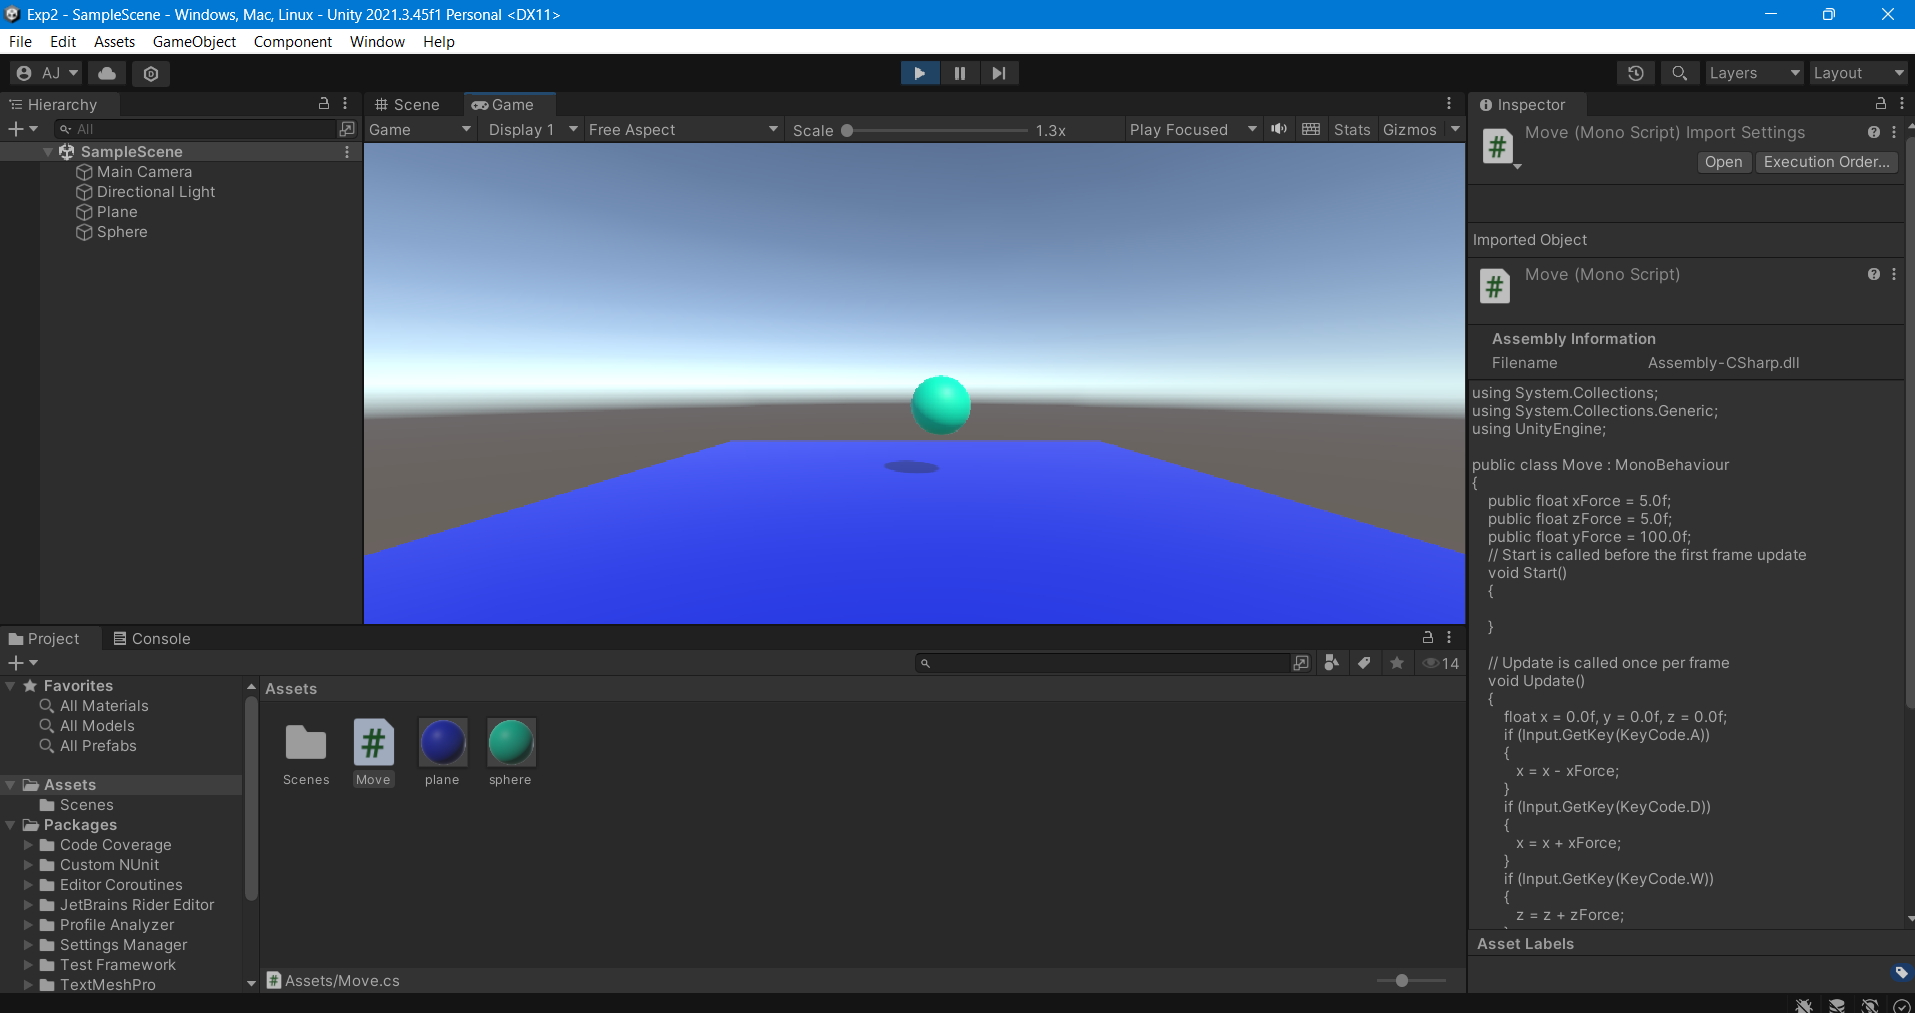 Exp2 - SampleScene - Windows, Mac, Linux - Unity 2021.3.45f1 Personal <DX11>
File Edit Assets GameObject Component Window Help
AJ
Layers
Layout
Hierarchy
All
SampleScene
Main Camera
Directional Light
Plane
Sphere
Scene
Game
Game
Display 1
Free Aspect
Scale
1.3x
Play Focused
Stats
Gizmos
Inspector
Move (Mono Script) Import Settings
Open
Execution Order...
Imported Object
Move (Mono Script)
Assembly Information
Filename Assembly-CSharp.dll
using System.Collections;
using System.Collections.Generic;
using UnityEngine;
public class Move : MonoBehaviour
{
public float xForce = 5.0f;
public float zForce = 5.0f;
public float yForce = 100.0f;
// Start is called before the first frame update
void Start()
{
}
// Update is called once per frame
void Update()
{
float x = 0.0f, y = 0.0f, z = 0.0f;
if (Input.GetKey(KeyCode.A))
{
x = x - xForce;
}
if (Input.GetKey(KeyCode.D))
{
x = x + xForce;
}
if (Input.GetKey(KeyCode.W))
{
z = z + zForce;
Asset Labels
Project
Console
14
Favorites
All Materials
All Models
All Prefabs
Assets
Scenes
Packages
Code Coverage
Custom NUnit
Editor Coroutines
JetBrains Rider Editor
Profile Analyzer
Settings Manager
Test Framework
TextMeshPro
Assets
Scenes
Move
plane
sphere
Assets/Move.cs